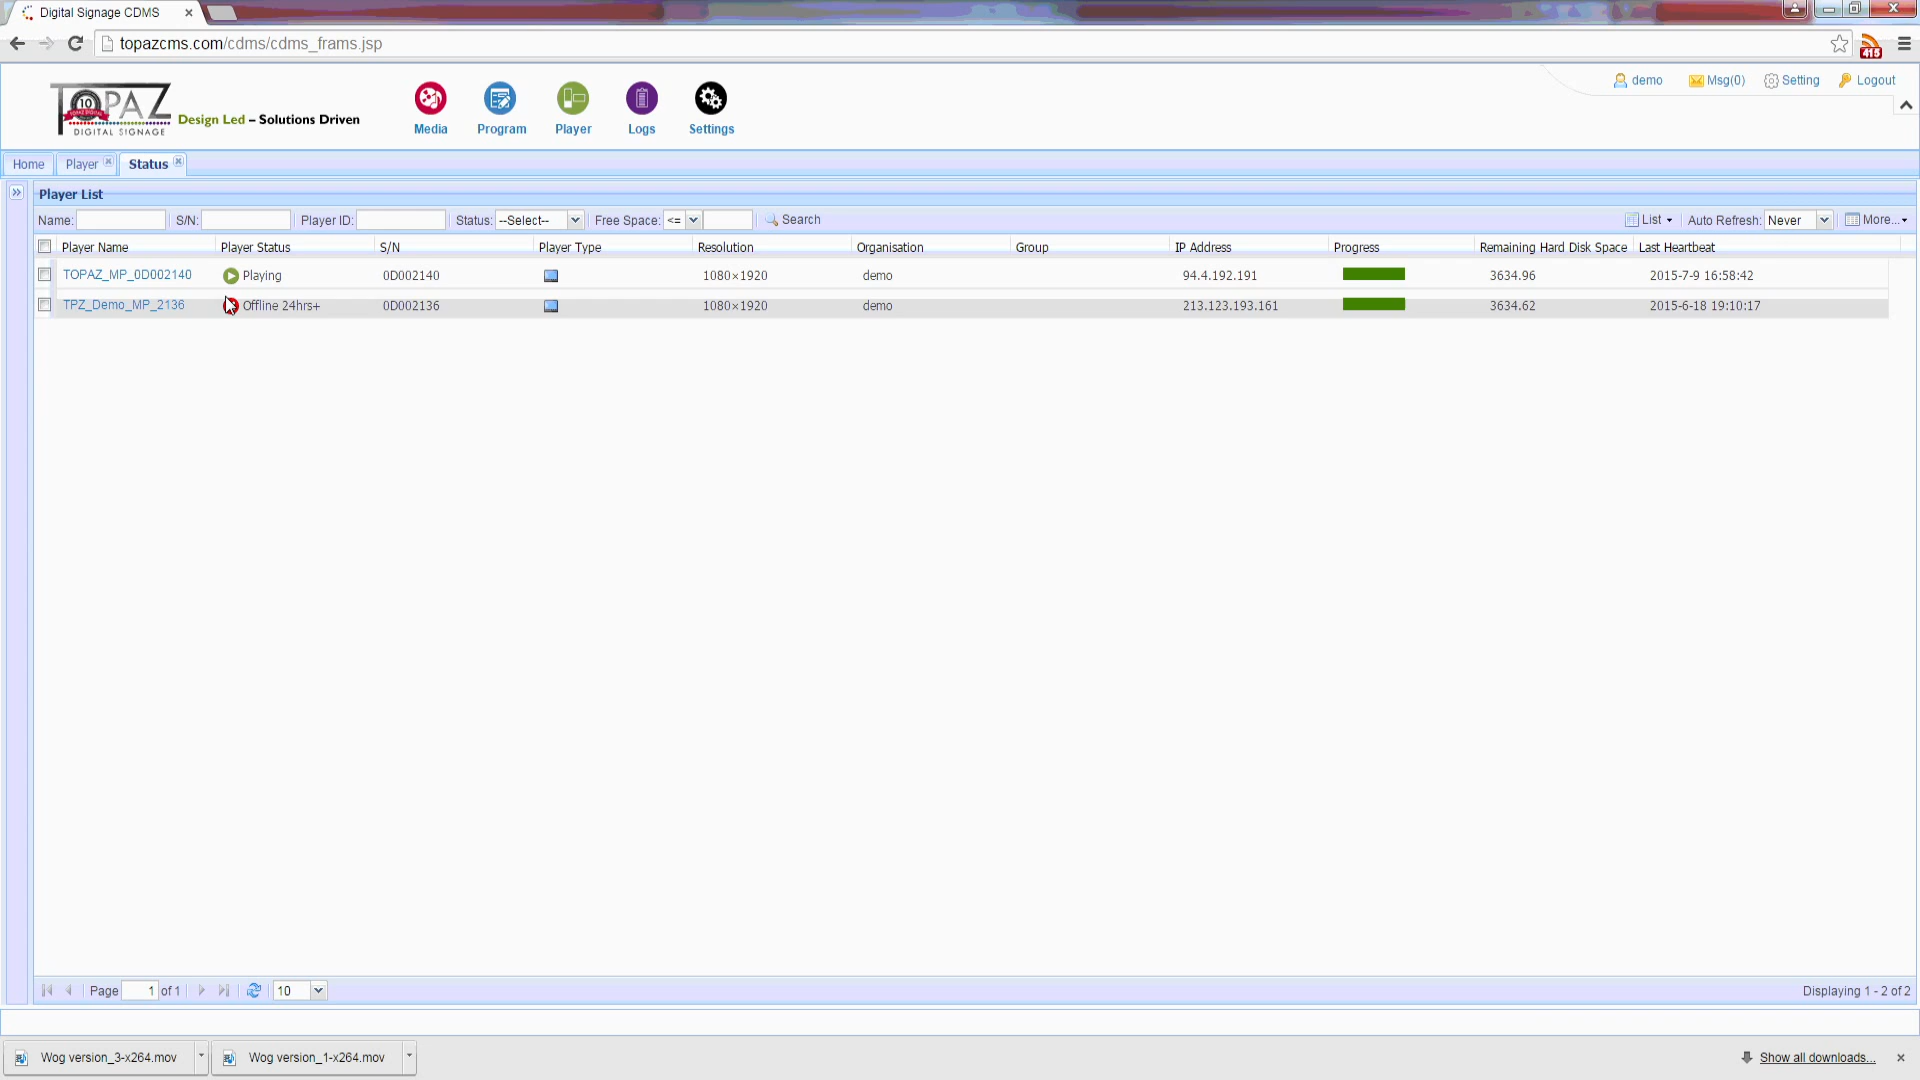 Digital Signage CDMS
topazcms.com/cdms/cdms_frams.jsp
415
demo Msg(0) Setting Logout
TOPAZ
10
DIGITAL SIGNAGE
Design Led – Solutions Driven
Media Program Player Logs Settings
Home Player Status
Player List
Name: S/N: Player ID: Status: --Select-- Free Space: <= Search List Auto Refresh: Never More...
Player Name Player Status S/N Player Type Resolution Organisation Group IP Address Progress Remaining Hard Disk Space Last Heartbeat
TOPAZ_MP_0D002140 Playing 0D002140 1080×1920 demo 94.4.192.191 3634.96 2015-7-9 16:58:42
TPZ_Demo_MP_2136 Offline 24hrs+ 0D002136 1080×1920 demo 213.123.193.161 3634.62 2015-6-18 19:10:17
Page 1 of 1 10 Displaying 1 - 2 of 2
Wog version_3-x264.mov Wog version_1-x264.mov Show all downloads...